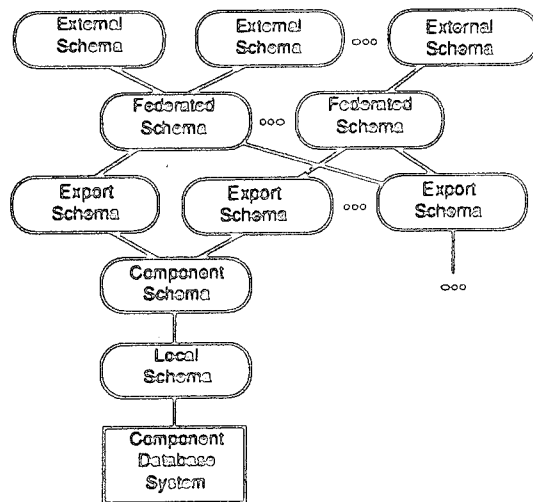 External
Schema
External
Schema
ooo
External
Schema
Federated
Schema
ooo
Federated
Schema
Export
Schema
Export
Schema
ooo
Export
Schema
Component
Schema
ooo
Local
Schema
Component
Database
System